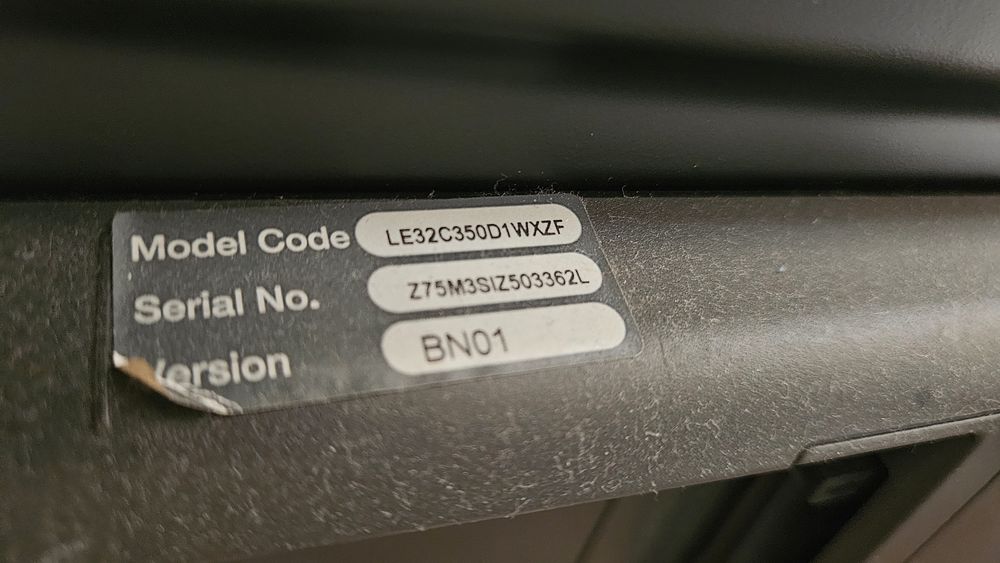 Model Code LE32C350D1WXZF
Serial No. Z75M3SIZ503362L
Version BN01